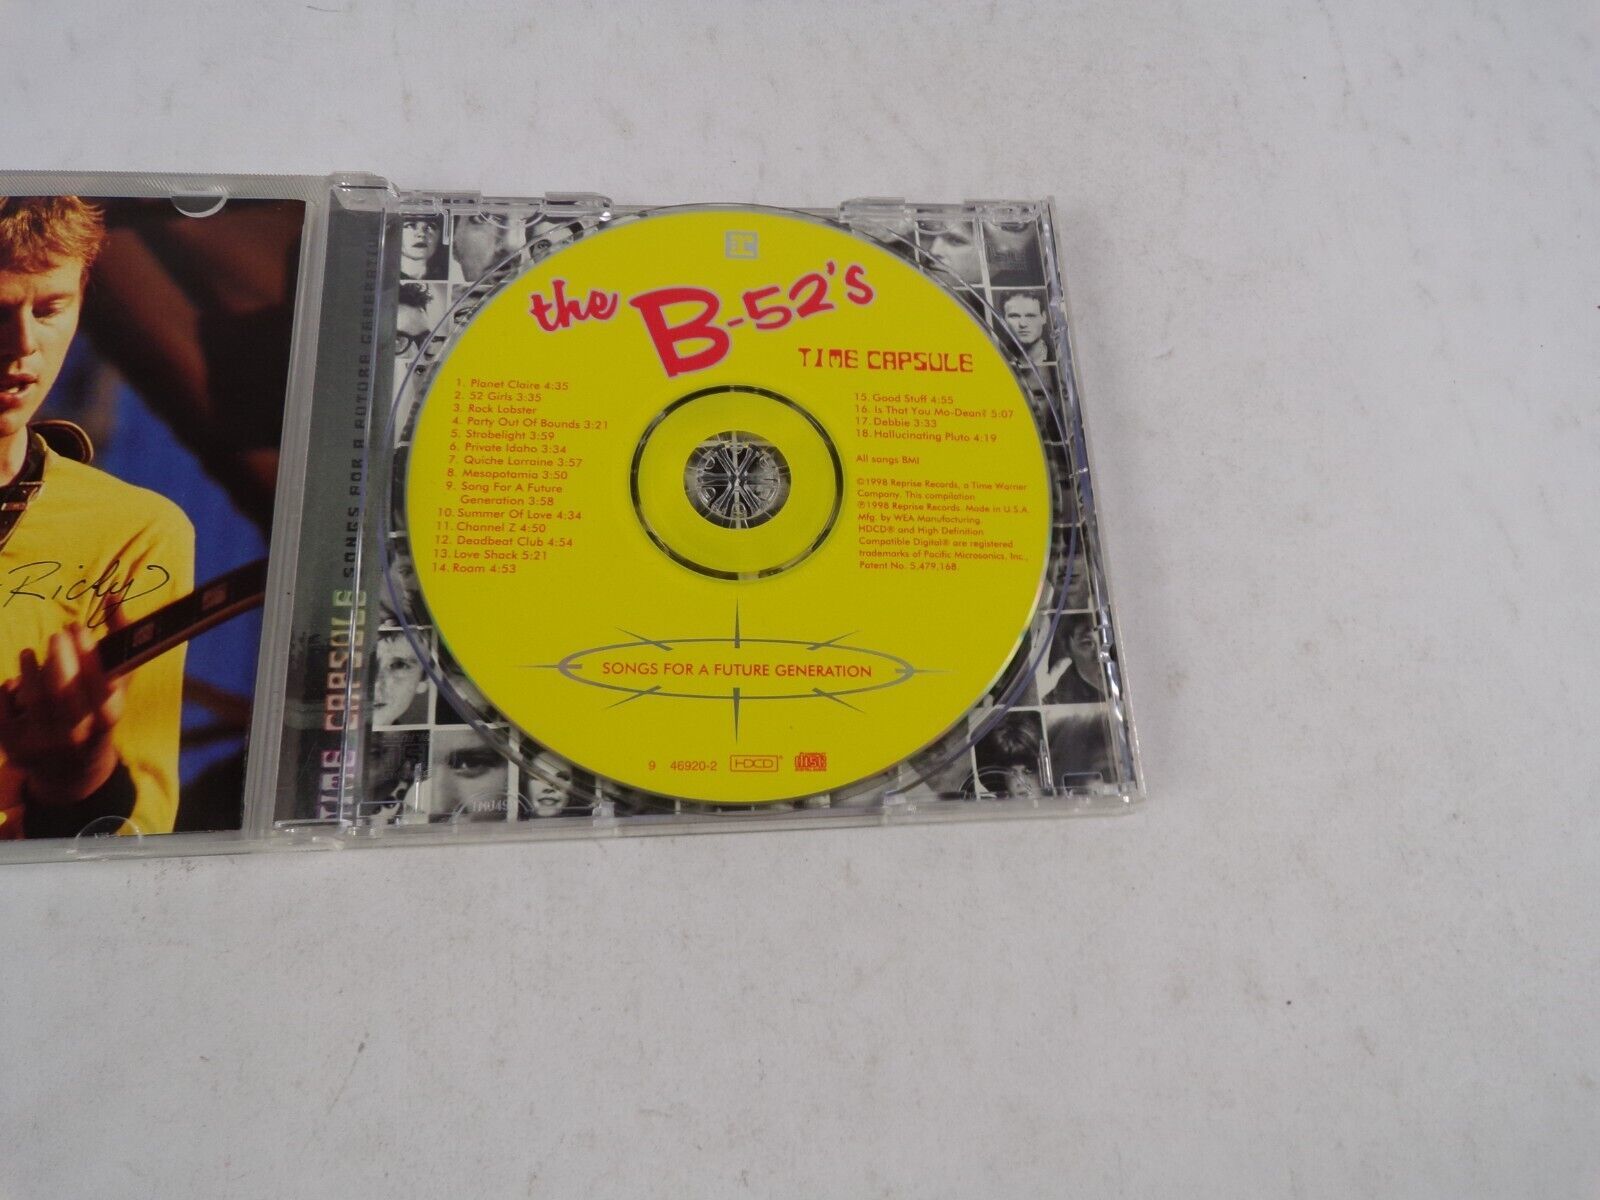 Ricky
TIME CAPSULE SONGS FOR A FUTURE GENERATION
the B-52's
TIME CAPSULE
1. Planet Claire 4:35
2. 52 Girls 3:35
3. Rock Lobster
4. Party Out Of Bounds 3:21
5. Strobelight 3:59
6. Private Idaho 3:34
7. Quiche Lorraine 3:57
8. Mesopotamia 3:50
9. Song For A Future
Generation 3:58
10. Summer Of Love 4:34
11. Channel Z 4:50
12. Deadbeat Club 4:54
13. Love Shack 5:21
14. Roam 4:53
15. Good Stuff 4:55
16. Is That You Mo-Dean? 5:07
17. Debbie 3:33
18. Hallucinating Pluto 4:19
All songs BMI
©1998 Reprise Records, a Time Warner
Company. This compilation
℗1998 Reprise Records. Made in U.S.A.
Mfg. by WEA Manufacturing.
HDCD® and High Definition
Compatible Digital® are registered
trademarks of Pacific Microsonics, Inc.,
Patent No. 5,479,168
SONGS FOR A FUTURE GENERATION
9 46920-2 HDCD® disc